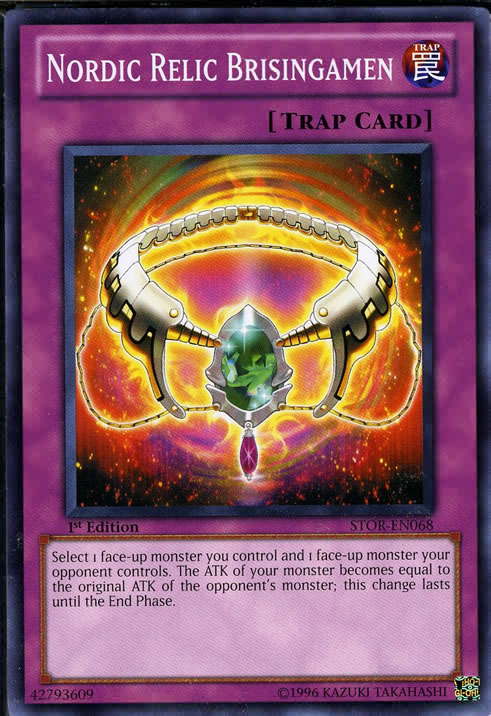 NORDIC RELIC BRISINGAMEN
TRAP
罠
[TRAP CARD]
1st Edition
STOR-EN068
Select 1 face-up monster you control and 1 face-up monster your
opponent controls. The ATK of your monster becomes equal to
the original ATK of the opponent's monster; this change lasts
until the End Phase.
42793609
©1996 KAZUKI TAKAHASHI